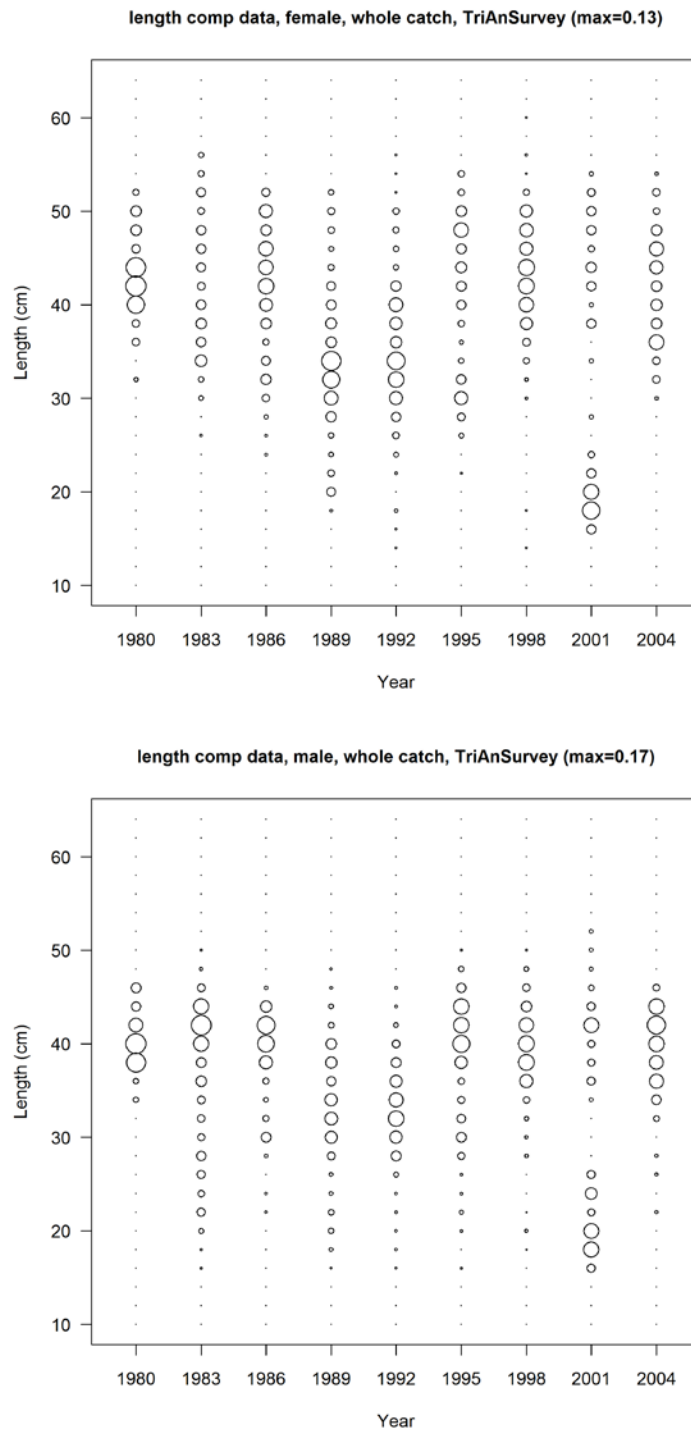 length comp data, female, whole catch, TriAnSurvey (max=0.13)
60
50
40
30
20
10
Length (cm)
1980 1983 1986 1989 1992 1995 1998 2001 2004
Year
length comp data, male, whole catch, TriAnSurvey (max=0.17)
60
50
40
30
20
10
Length (cm)
1980 1983 1986 1989 1992 1995 1998 2001 2004
Year